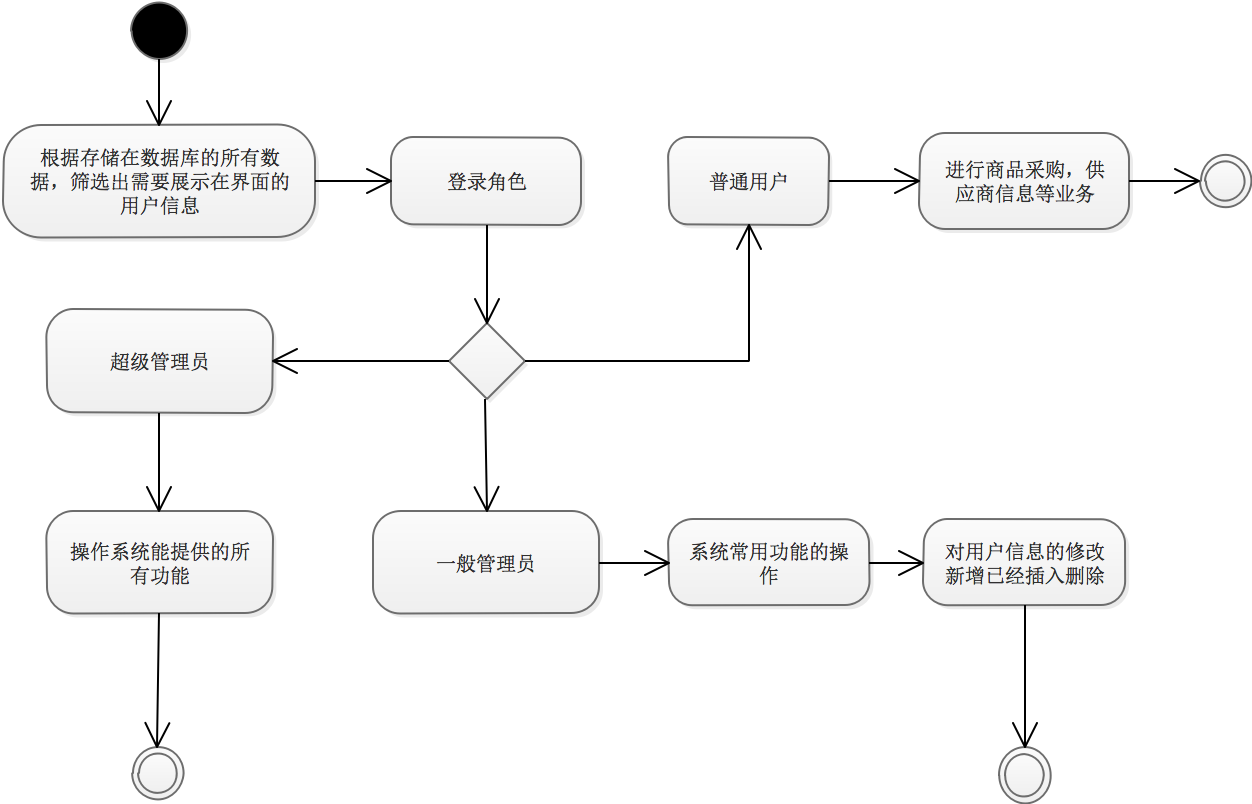 根据存储在数据库的所有数
据，筛选出需要展示在界面的
用户信息
登录角色
普通用户
进行商品采购，供
应商信息等业务
超级管理员
操作系统能提供的所
有功能
一般管理员
系统常用功能的操
作
对用户信息的修改
新增已经插入删除